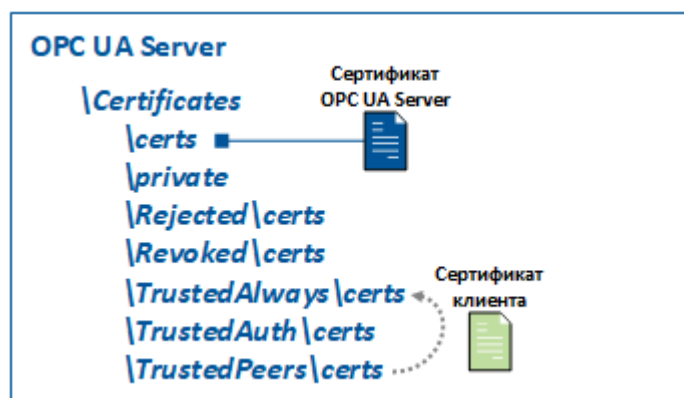 OPC UA Server
Сертификат
OPC UA Server
\Certificates
\certs
\private
\Rejected\certs
\Revoked\certs
\TrustedAlways\certs
\TrustedAuth\certs
\TrustedPeers\certs
Сертификат
клиента